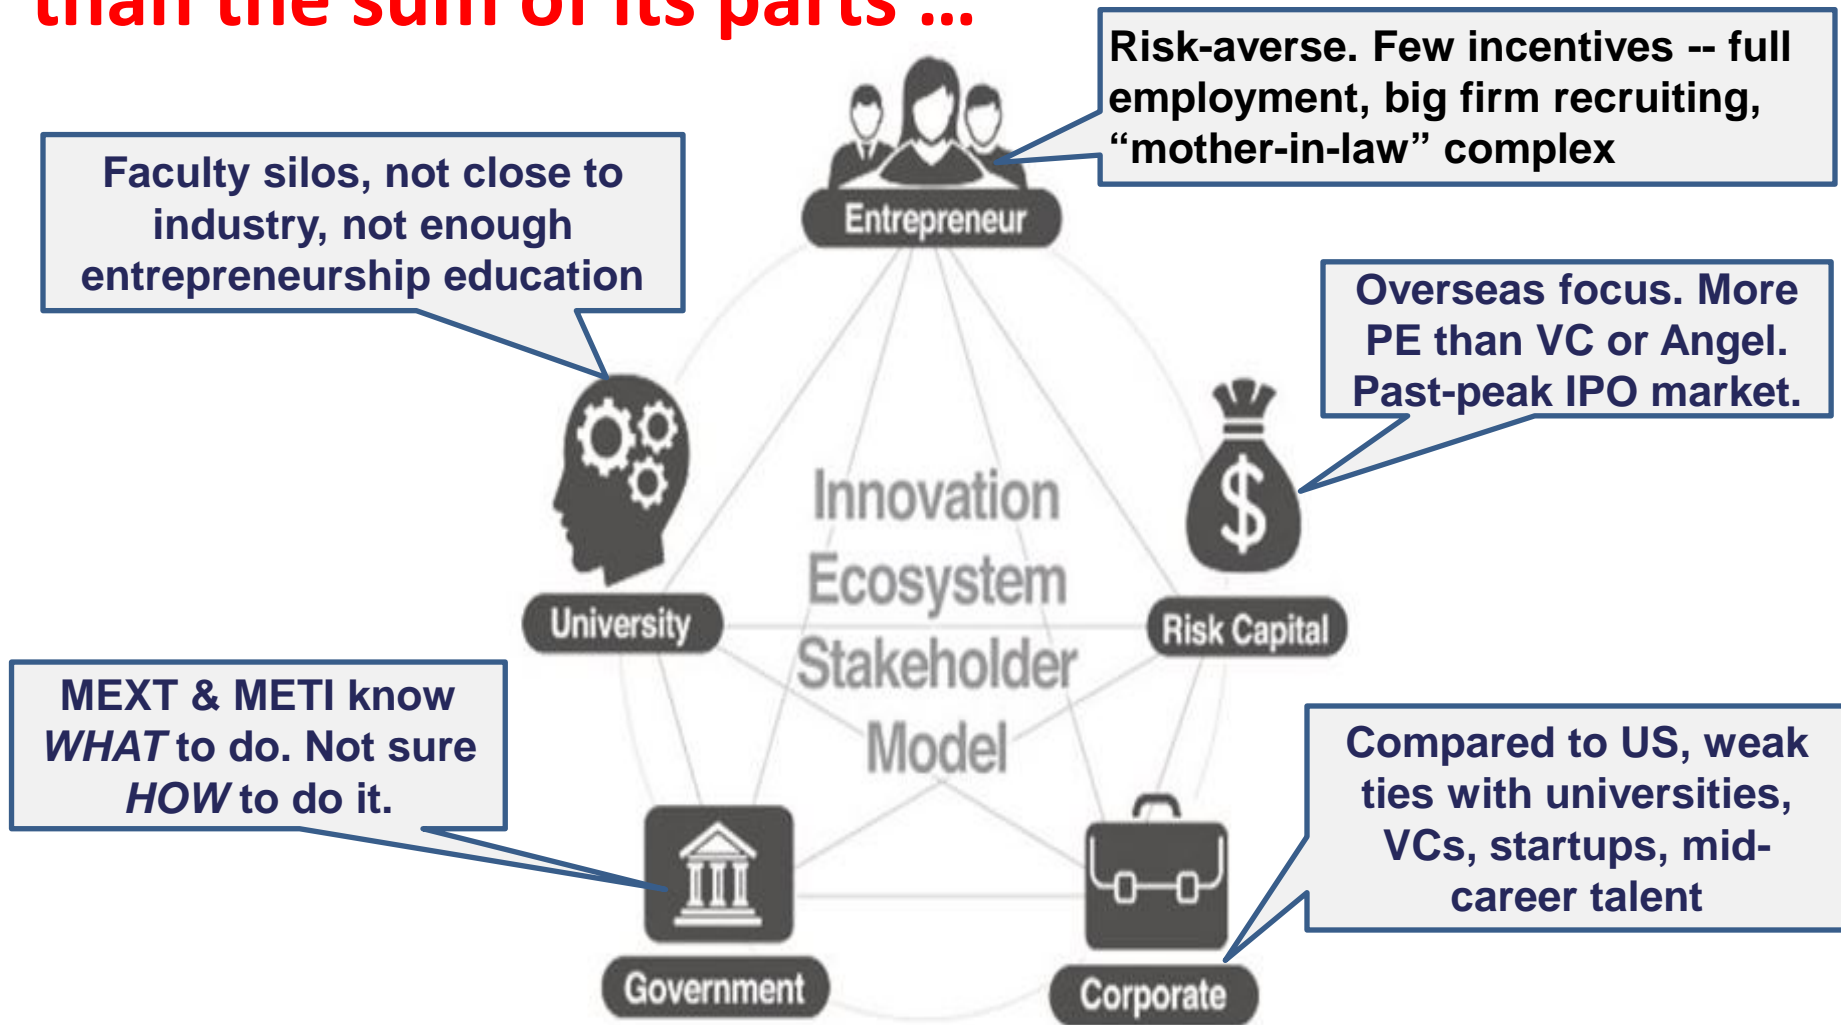 than the sum of its parts ...
Risk-averse. Few incentives -- full
employment, big firm recruiting,
“mother-in-law” complex
Faculty silos, not close to
industry, not enough
entrepreneurship education
Entrepreneur
Overseas focus. More
PE than VC or Angel.
Past-peak IPO market.
$
Innovation
Ecosystem
Stakeholder
Model
University
Risk Capital
MEXT & METI know
WHAT to do. Not sure
HOW to do it.
Compared to US, weak
ties with universities,
VCs, startups, mid-
career talent
Government
Corporate